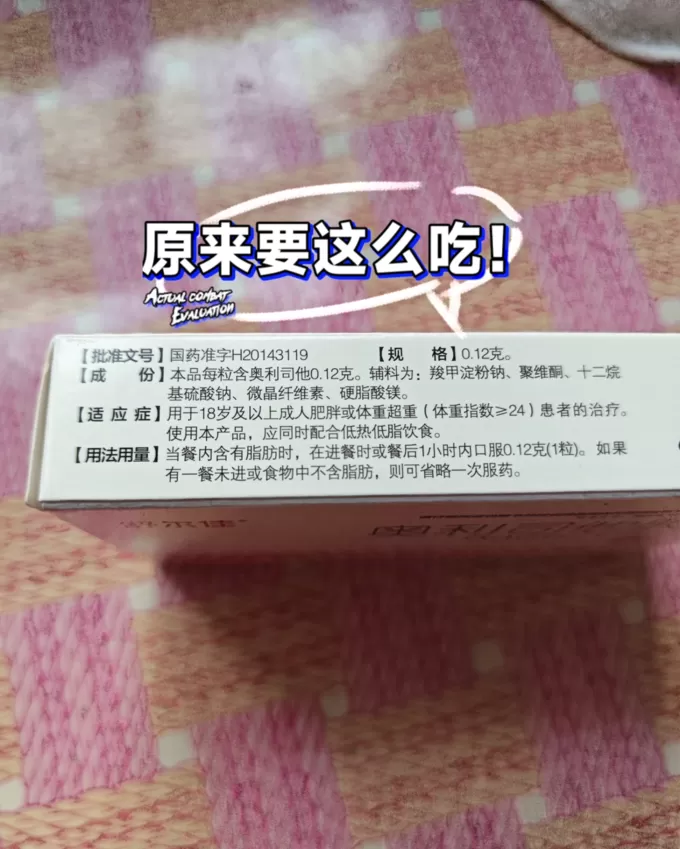 原来要这么吃!
ACTUAL COMBAT
EVALUATION
【批准文号】国药准字H20143119 【规 格】0.12克。
【成 份】本品每粒含奥利司他0.12克。辅料为：羧甲淀粉钠、聚维酮、十二烷
基硫酸钠、微晶纤维素、硬脂酸镁。
【适应症】用于18岁及以上成人肥胖或体重超重（体重指数≥24）患者的治疗。
使用本产品，应同时配合低热低脂饮食。
【用法用量】当餐内含有脂肪时，在进餐时或餐后1小时内口服0.12克(1粒)。如果
有一餐未进或食物中不含脂肪，则可省略一次服药。
舒尔佳
奥利司他